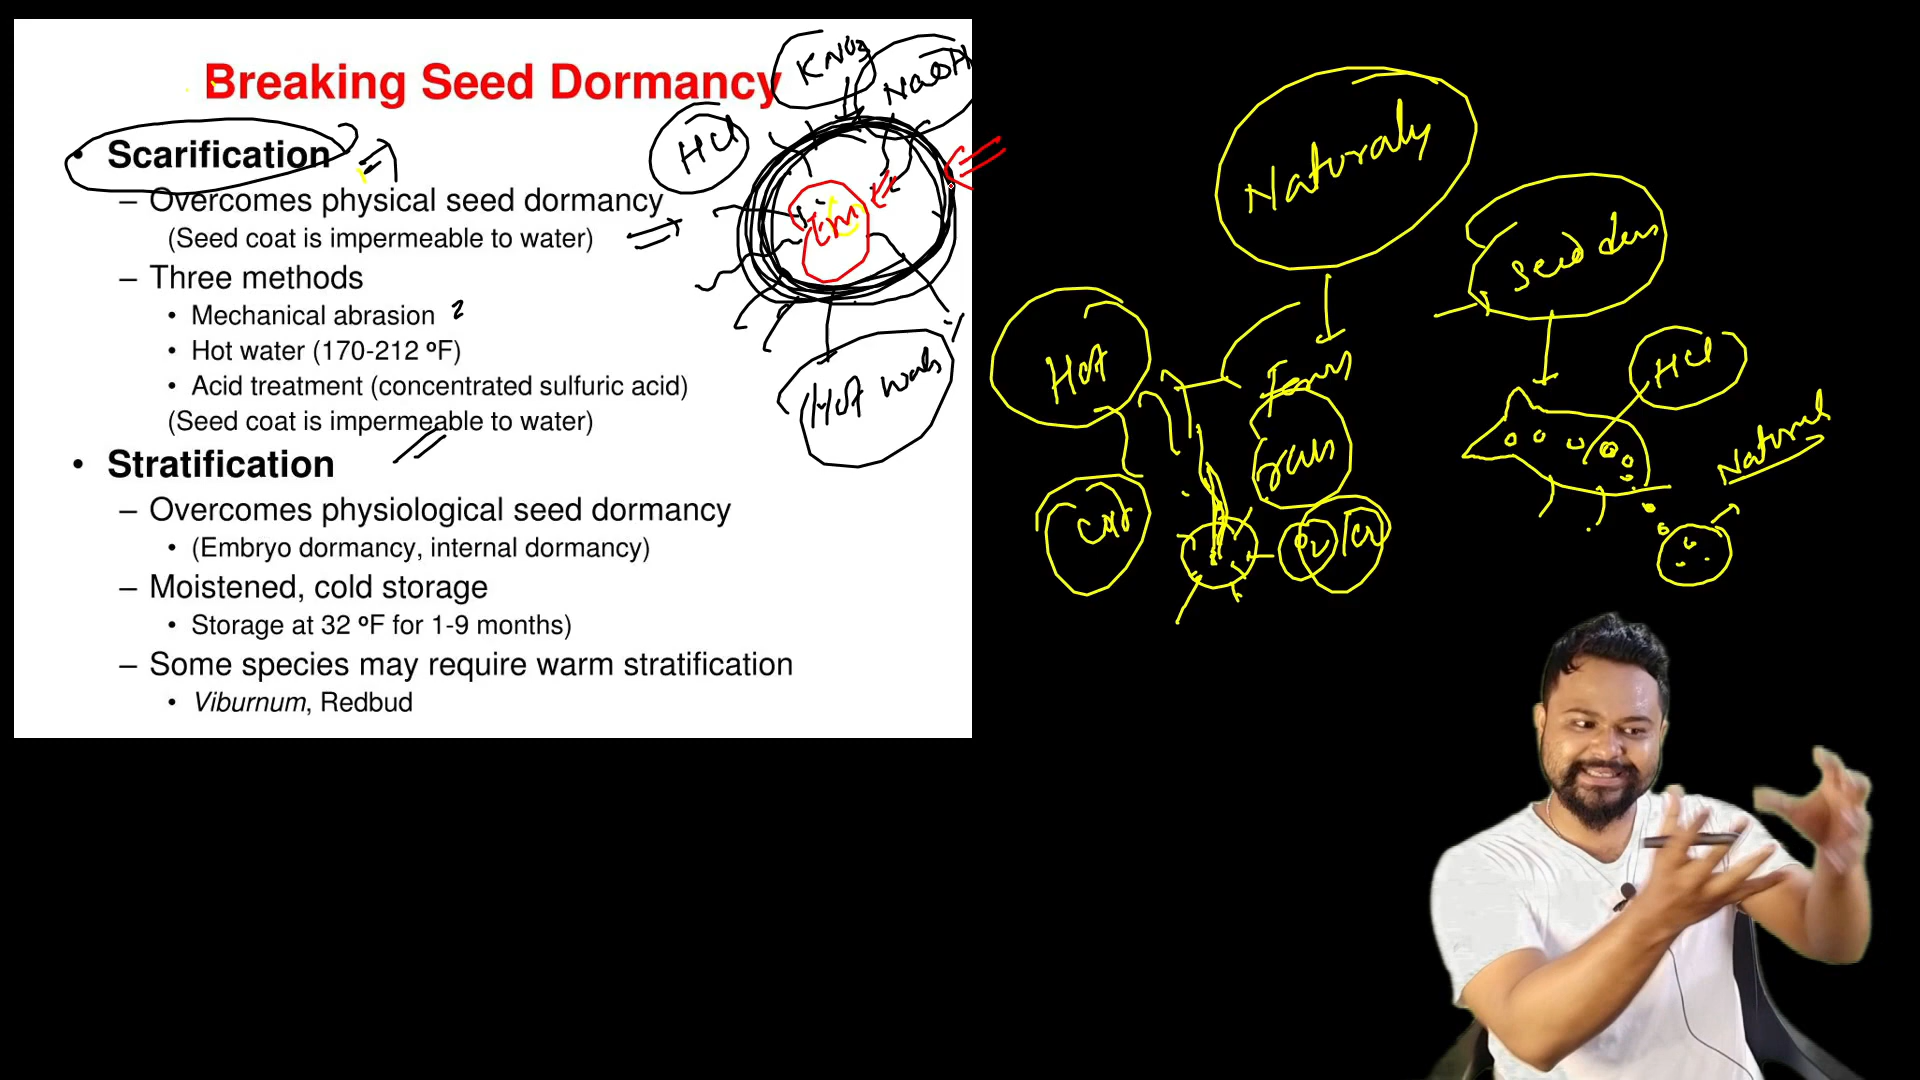 Breaking Seed Dormancy
• Scarification
– Overcomes physical seed dormancy
(Seed coat is impermeable to water)
– Three methods
• Mechanical abrasion
• Hot water (170-212 ºF)
• Acid treatment (concentrated sulfuric acid)
(Seed coat is impermeable to water)
• Stratification
– Overcomes physiological seed dormancy
• (Embryo dormancy, internal dormancy)
– Moistened, cold storage
• Storage at 32 ºF for 1-9 months)
– Some species may require warm stratification
• Viburnum, Redbud
KNO3
NaOH
HCl
Em
Hot
Naturaly
Seed
Hot
HCl
Natural